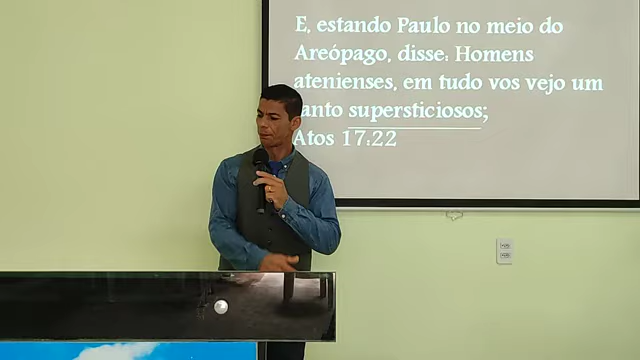 E, estando Paulo no meio do
Areópago, disse: Homens
atenienses, em tudo vos vejo um
tanto supersticiosos;
Atos 17:22